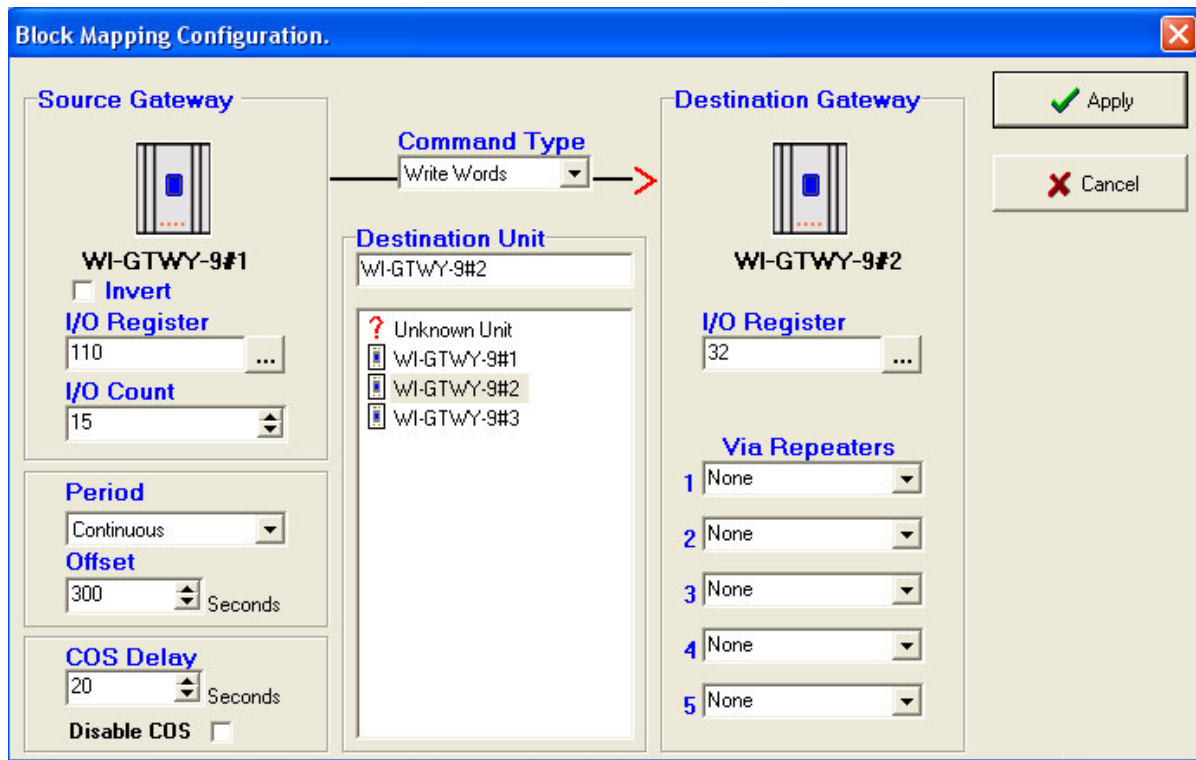 Block Mapping Configuration.
Source Gateway
WI-GTWY-9#1
Invert
I/O Register
110
...
I/O Count
15
Period
Continuous
Offset
300
Seconds
COS Delay
20
Seconds
Disable COS
Command Type
Write Words
Destination Unit
WI-GTWY-9#2
? Unknown Unit
WI-GTWY-9#1
WI-GTWY-9#2
WI-GTWY-9#3
Destination Gateway
WI-GTWY-9#2
I/O Register
32
...
Via Repeaters
1 None
2 None
3 None
4 None
5 None
Apply
Cancel